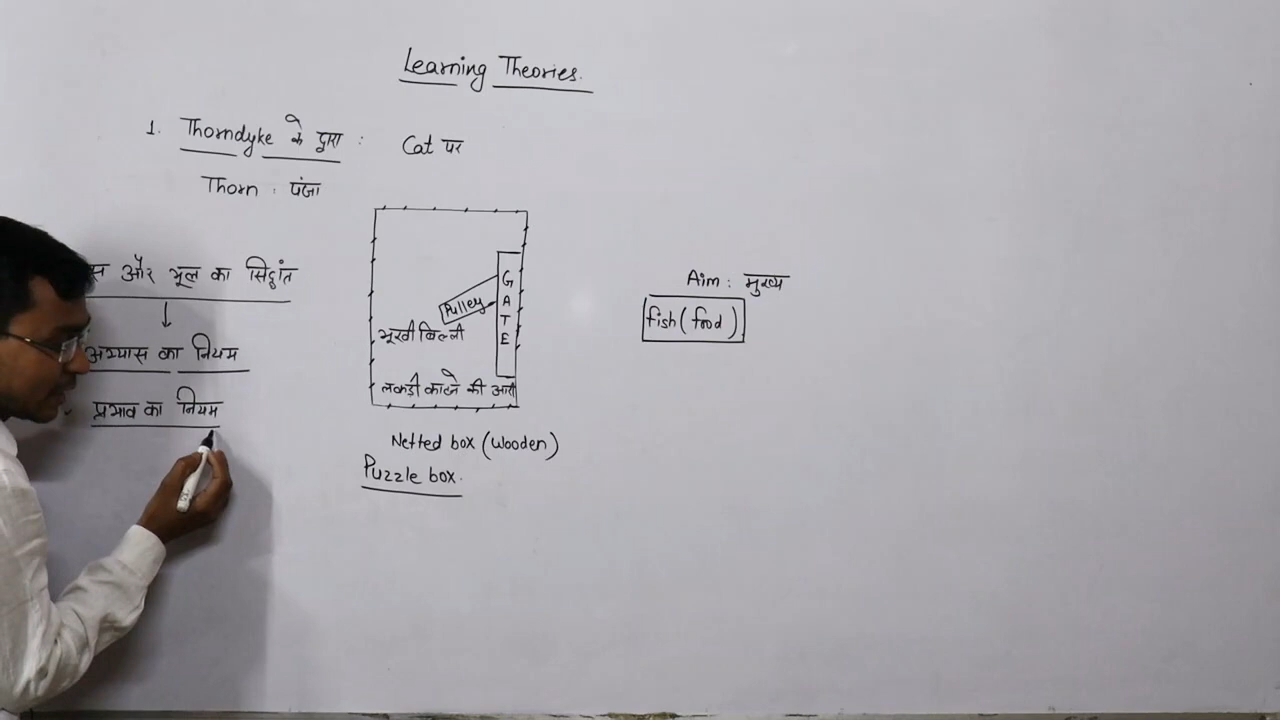 Learning Theories.
1. Thorndyke के द्वारा : Cat पर
Thorn : पंजा
और भूल का सिद्धांत
अभ्यास का नियम
प्रभाव का नियम
GATE
Pulley
भूखी बिल्ली
लकड़ी काटने की आरी
Netted box (wooden)
Puzzle box.
Aim : मुख्य
fish (food)